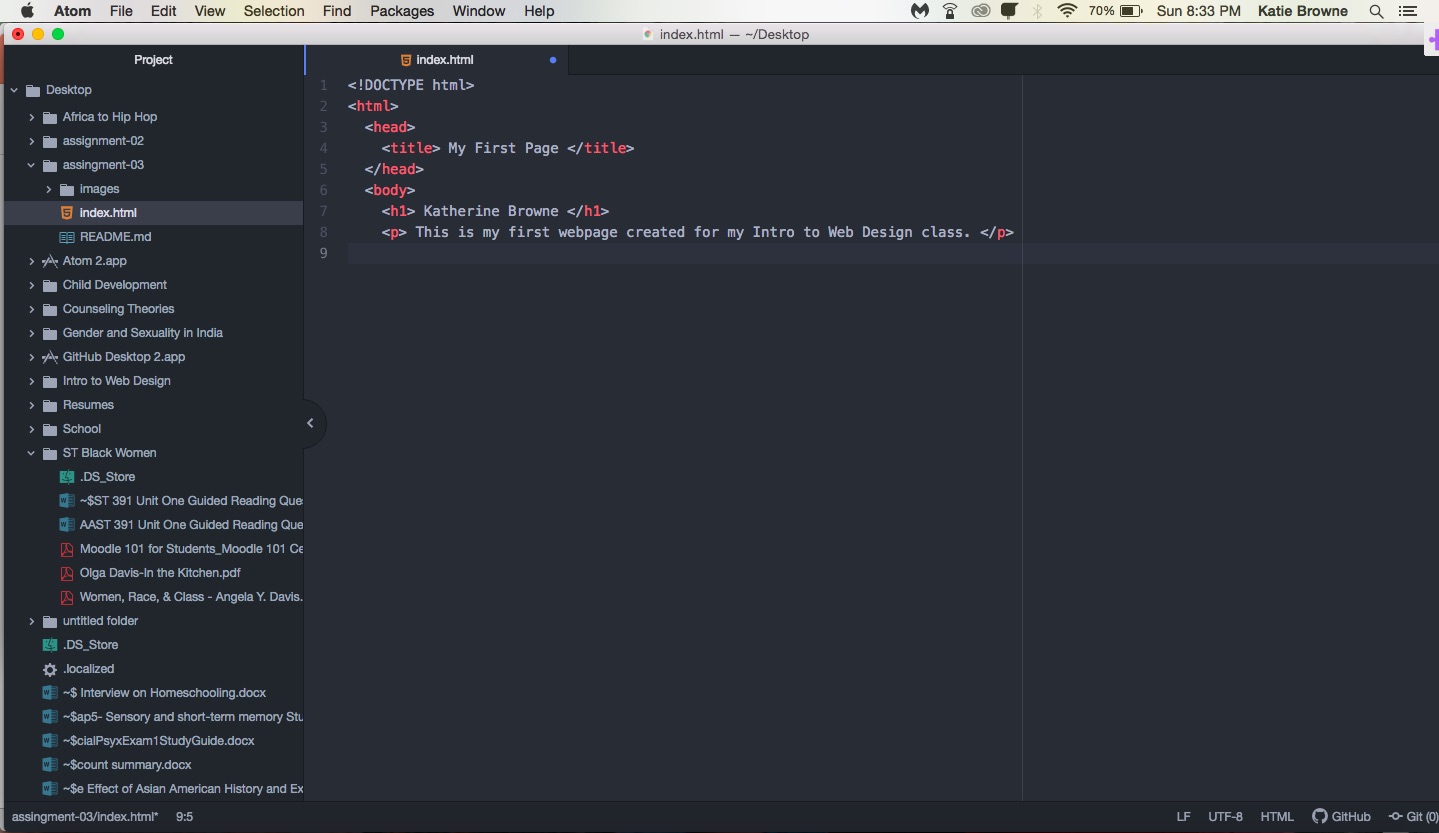 Atom File Edit View Selection Find Packages Window Help 70% Sun 8:33 PM Katie Browne
index.html — ~/Desktop
Project
index.html
Desktop
Africa to Hip Hop
assignment-02
assingment-03
images
index.html
README.md
Atom 2.app
Child Development
Counseling Theories
Gender and Sexuality in India
GitHub Desktop 2.app
Intro to Web Design
Resumes
School
ST Black Women
.DS_Store
~$ST 391 Unit One Guided Reading Ques
AAST 391 Unit One Guided Reading Que
Moodle 101 for Students_Moodle 101 Ce
Olga Davis-In the Kitchen.pdf
Women, Race, & Class - Angela Y. Davis.
untitled folder
.DS_Store
.localized
~$ Interview on Homeschooling.docx
~$ap5- Sensory and short-term memory Stu
~$cialPsyxExam1StudyGuide.docx
~$count summary.docx
~$e Effect of Asian American History and Ex
1 <!DOCTYPE html>
2 <html>
3 <head>
4 <title> My First Page </title>
5 </head>
6 <body>
7 <h1> Katherine Browne </h1>
8 <p> This is my first webpage created for my Intro to Web Design class. </p>
9
assingment-03/index.html* 9:5 LF UTF-8 HTML GitHub Git (0)